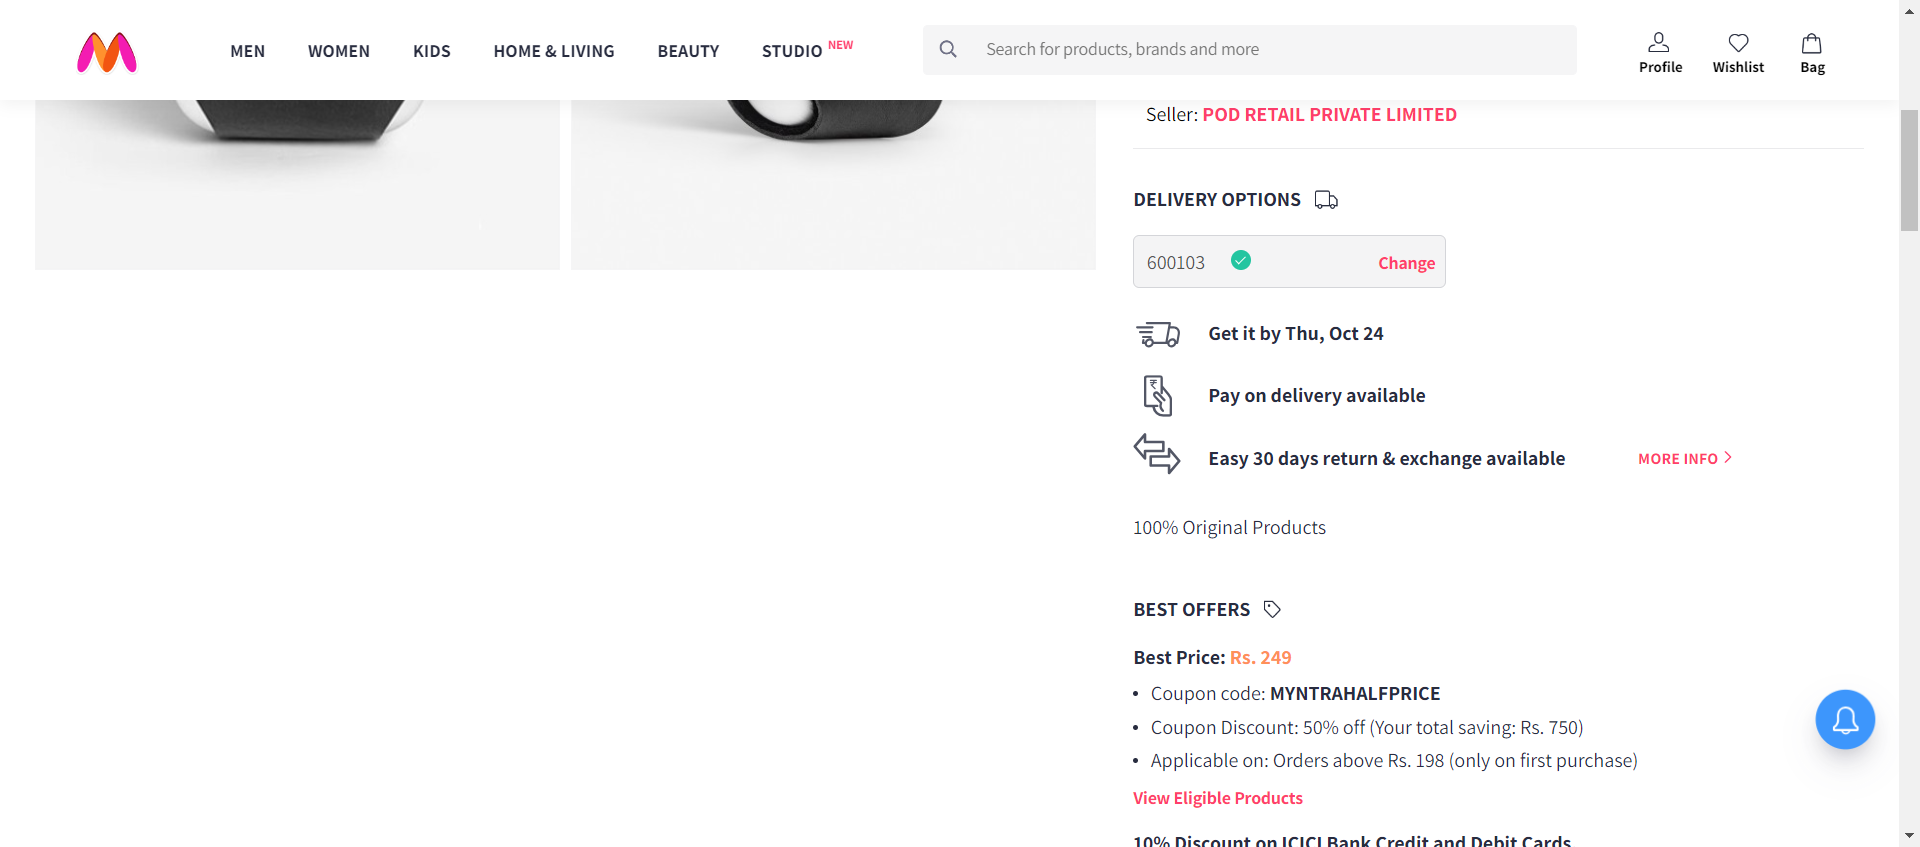 MEN WOMEN KIDS HOME & LIVING BEAUTY STUDIO NEW Search for products, brands and more Profile Wishlist Bag
Seller: POD RETAIL PRIVATE LIMITED
DELIVERY OPTIONS
600103 Change
Get it by Thu, Oct 24
Pay on delivery available
Easy 30 days return & exchange available MORE INFO
100% Original Products
BEST OFFERS
Best Price: Rs. 249
• Coupon code: MYNTRAHALFPRICE
• Coupon Discount: 50% off (Your total saving: Rs. 750)
• Applicable on: Orders above Rs. 198 (only on first purchase)
View Eligible Products
10% Discount on ICICI Bank Credit and Debit Cards